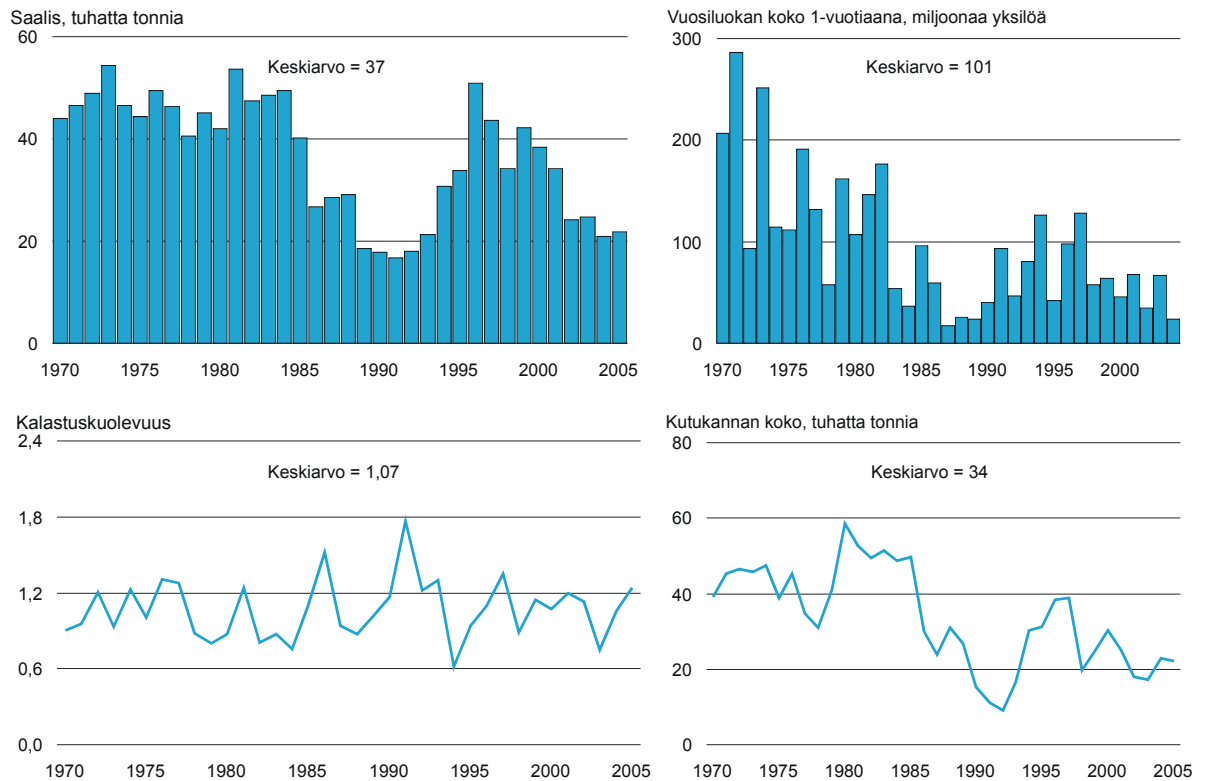 Saalis, tuhatta tonnia
60
Keskiarvo = 37
40
20
0
1970 1975 1980 1985 1990 1995 2000 2005
Vuosiluokan koko 1-vuotiaana, miljoonaa yksilöä
300
Keskiarvo = 101
200
100
0
1970 1975 1980 1985 1990 1995 2000
Kalastuskuolevuus
2,4
Keskiarvo = 1,07
1,8
1,2
0,6
0,0
1970 1975 1980 1985 1990 1995 2000 2005
Kutukannan koko, tuhatta tonnia
80
Keskiarvo = 34
60
40
20
0
1970 1975 1980 1985 1990 1995 2000 2005